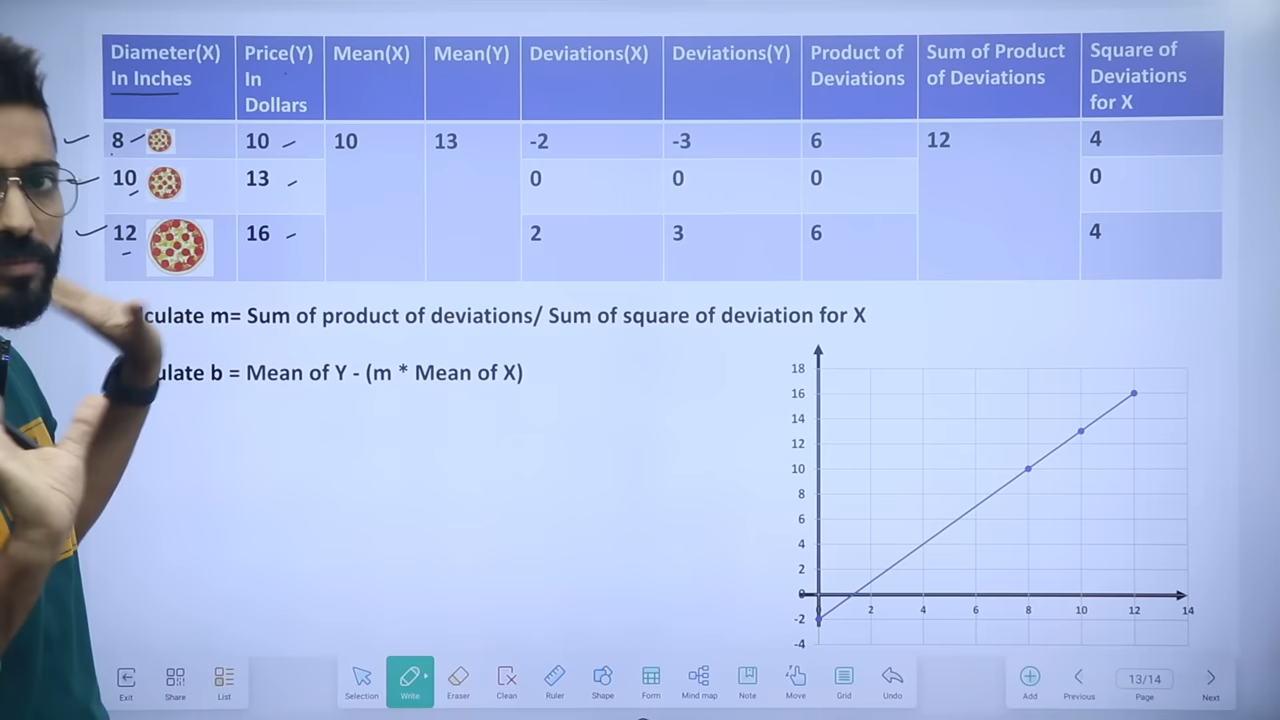 Diameter(X)
In Inches
Price(Y)
In
Dollars
Mean(X)
Mean(Y)
Deviations(X)
Deviations(Y)
Product of
Deviations
Sum of Product
of Deviations
Square of
Deviations
for X
8 10 10 13 -2 -3 6 12 4
10 13 0 0 0 0
12 16 2 3 6 4
culate m= Sum of product of deviations/ Sum of square of deviation for X
ulate b = Mean of Y - (m * Mean of X)
18
16
14
12
10
8
6
4
2
0
-2
-4
2 4 6 8 10 12 14
Exit Share List Selection Write Eraser Clean Ruler Shape Form Mind map Note Move Grid Undo Add Previous 13/14 Page Next